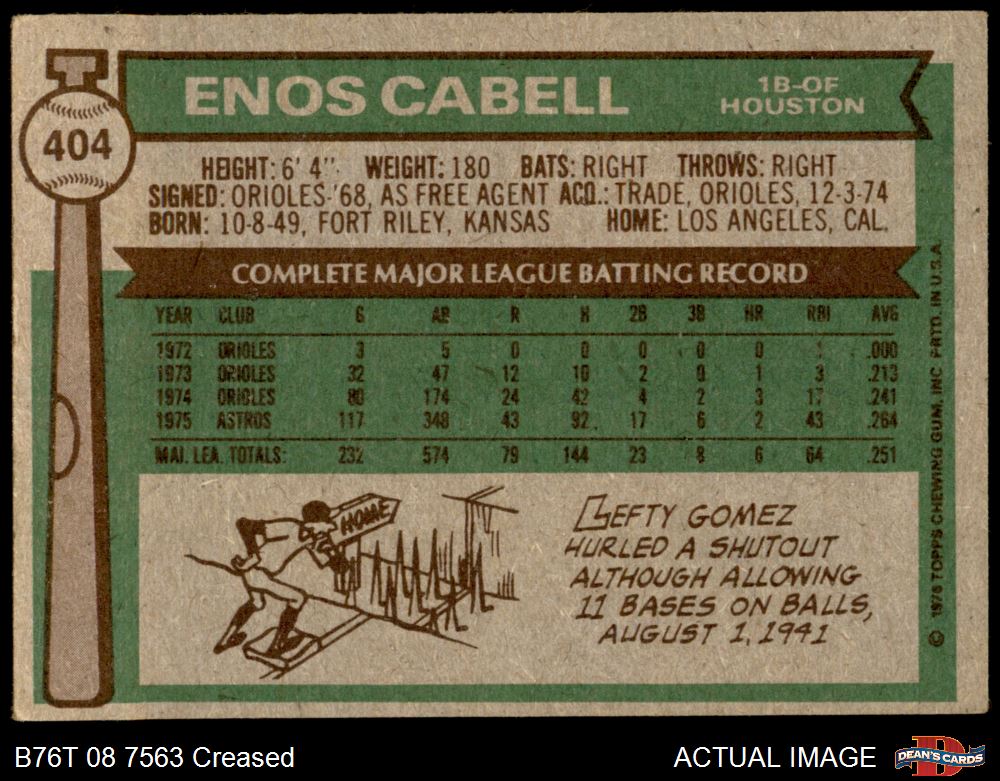 404
ENOS CABELL
1B-OF
HOUSTON
HEIGHT: 6' 4" WEIGHT: 180 BATS: RIGHT THROWS: RIGHT
SIGNED: ORIOLES-'68, AS FREE AGENT ACQ.: TRADE, ORIOLES, 12-3-74
BORN: 10-8-49, FORT RILEY, KANSAS HOME: LOS ANGELES, CAL.
COMPLETE MAJOR LEAGUE BATTING RECORD
YEAR CLUB G AB R H 2B 3B HR RBI AVG
1972 ORIOLES 3 5 0 0 0 0 0 1 .000
1973 ORIOLES 32 47 12 10 2 0 1 3 .213
1974 ORIOLES 80 174 24 42 4 2 3 17 .241
1975 ASTROS 117 348 43 92 17 6 2 43 .264
MAJ. LEA. TOTALS: 232 574 79 144 23 8 6 64 .251
HOME
LEFTY GOMEZ
HURLED A SHUTOUT
ALTHOUGH ALLOWING
11 BASES ON BALLS,
AUGUST 1, 1941
© 1976 TOPPS CHEWING GUM, INC. PRTD. IN U.S.A.
B76T 08 7563 Creased
ACTUAL IMAGE
DEAN'S CARDS